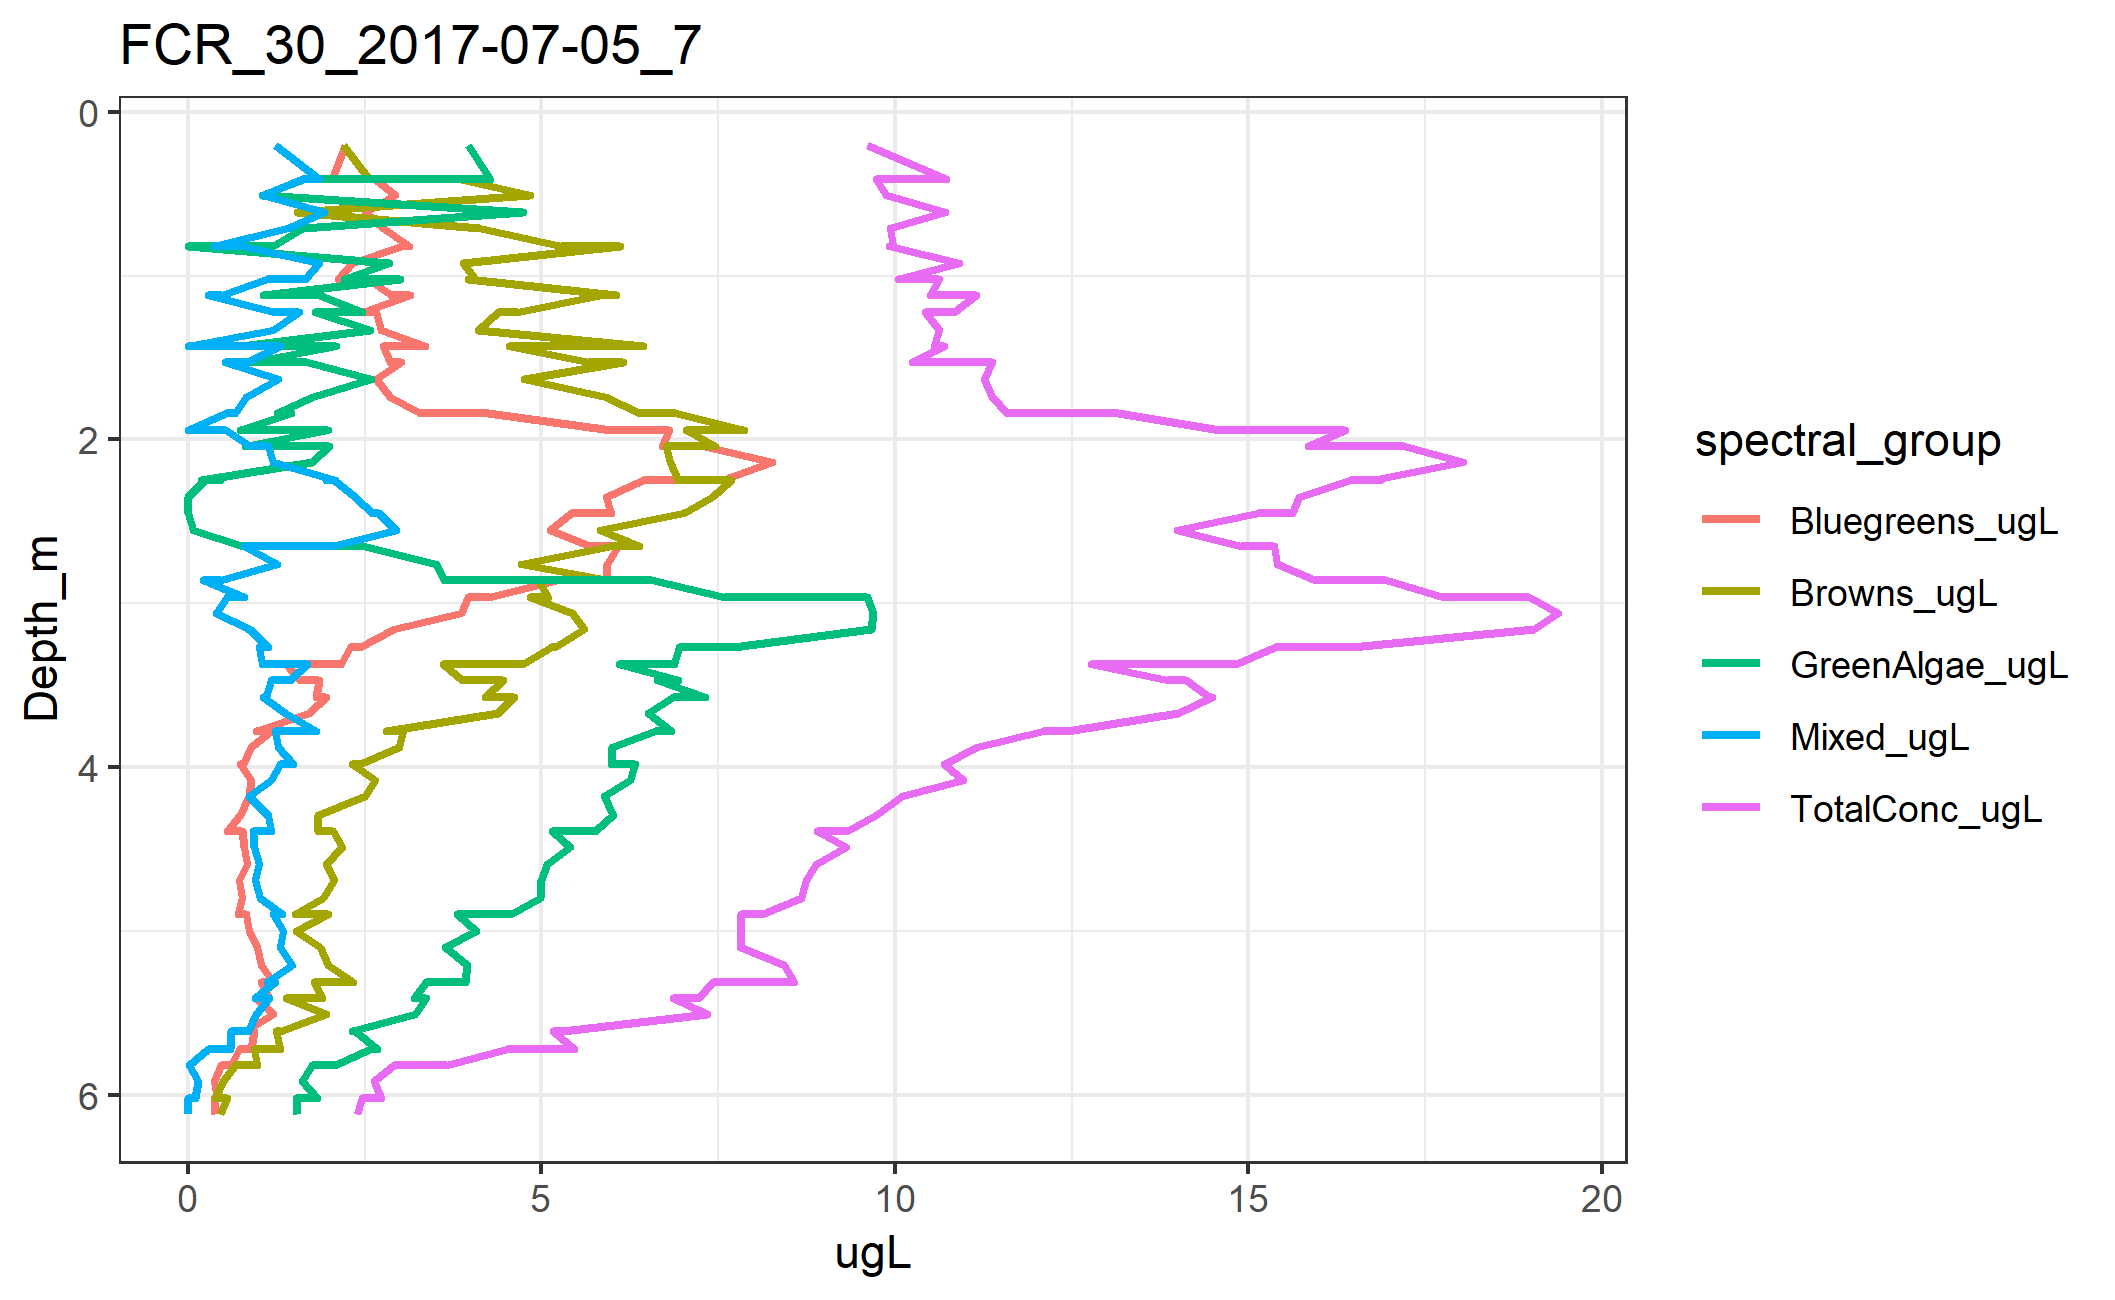 FCR_30_2017-07-05_7
0
2
4
6
Depth_m
0 5 10 15 20
ugL
spectral_group
Bluegreens_ugL
Browns_ugL
GreenAlgae_ugL
Mixed_ugL
TotalConc_ugL